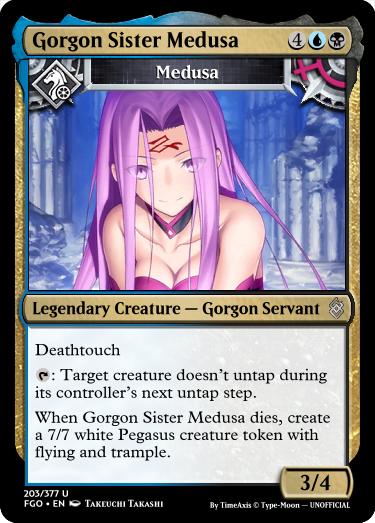 Gorgon Sister Medusa 4
Medusa
Legendary Creature — Gorgon Servant
Deathtouch
: Target creature doesn't untap during
its controller's next untap step.
When Gorgon Sister Medusa dies, create
a 7/7 white Pegasus creature token with
flying and trample.
3/4
203/377 U
FGO • EN TAKEUCHI TAKASHI
By TimeAxis © Type-Moon — UNOFFICIAL